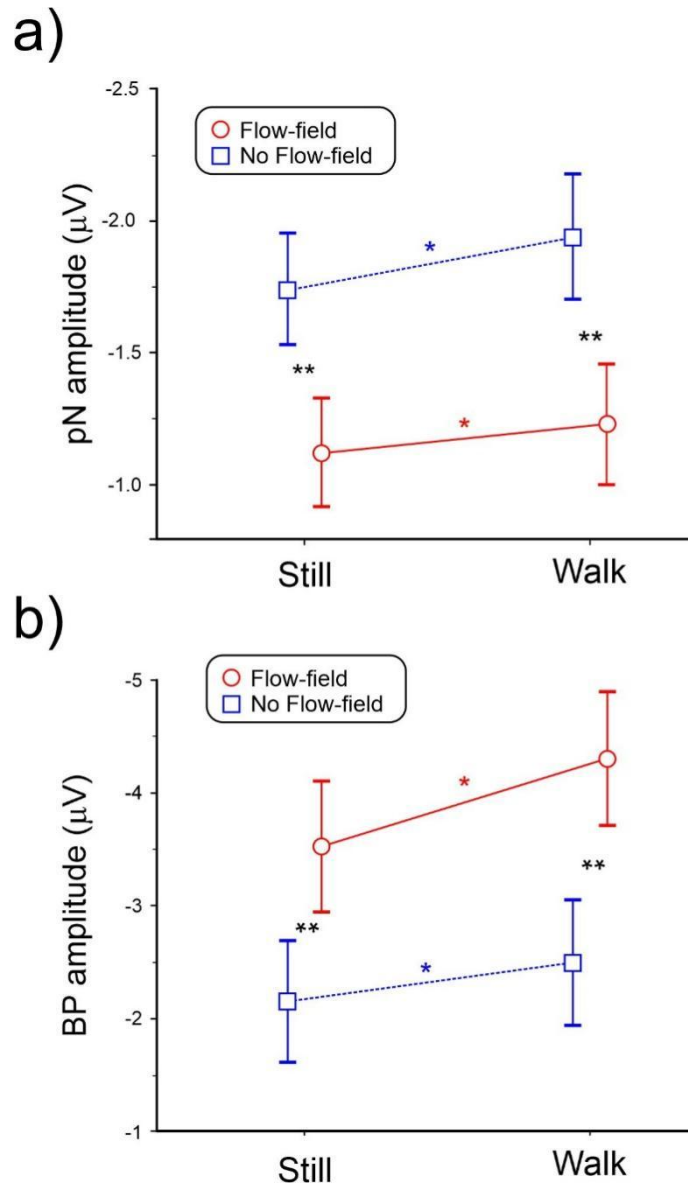 a)
-2.5
Flow-field
No Flow-field
-2.0
*
**
-1.5
**
*
-1.0
pN amplitude (μV)
Still Walk
b)
-5
Flow-field
No Flow-field
*
-4
**
-3
**
*
-2
-1
BP amplitude (μV)
Still Walk